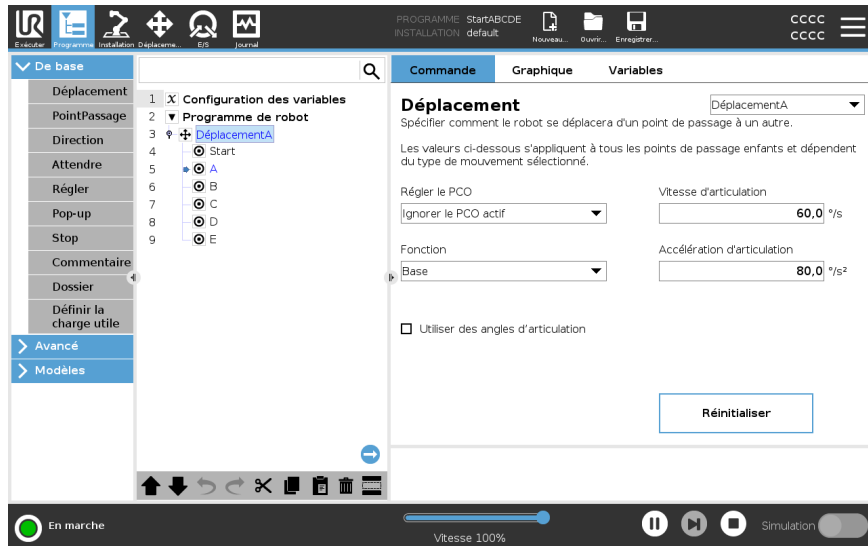 UR
PROGRAMME StartABCDE
INSTALLATION default
Exécuter Programme Installation Déplaceme... E/S Journal
Nouveau... Ouvrir... Enregistrer...
CCCC
CCCC
De base
Déplacement
PointPassage
Direction
Attendre
Régler
Pop-up
Stop
Commentaire
Dossier
Définir la
charge utile
Avancé
Modèles
1 X Configuration des variables
2 Programme de robot
3 DéplacementA
4 Start
5 A
6 B
7 C
8 D
9 E
Commande Graphique Variables
Déplacement DéplacementA
Spécifier comment le robot se déplacera d'un point de passage à un autre.
Les valeurs ci-dessous s'appliquent à tous les points de passage enfants et dépendent
du type de mouvement sélectionné.
Régler le PCO Vitesse d'articulation
Ignorer le PCO actif 60,0 °/s
Fonction Accélération d'articulation
Base 80,0 °/s²
Utiliser des angles d'articulation
Réinitialiser
En marche
Vitesse 100%
Simulation